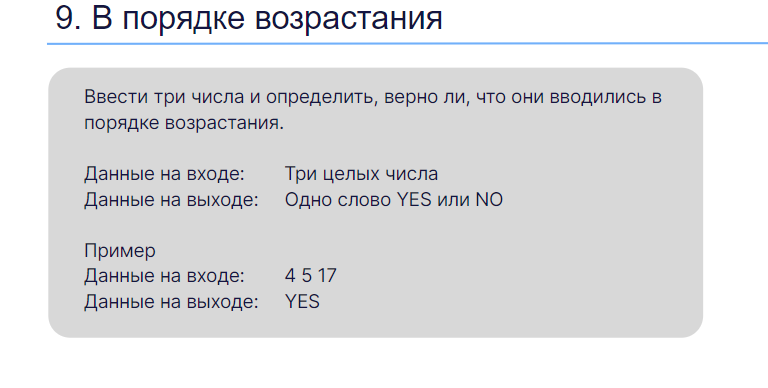 9. В порядке возрастания
Ввести три числа и определить, верно ли, что они вводились в
порядке возрастания.
Данные на входе: Три целых числа
Данные на выходе: Одно слово YES или NO
Пример
Данные на входе: 4 5 17
Данные на выходе: YES